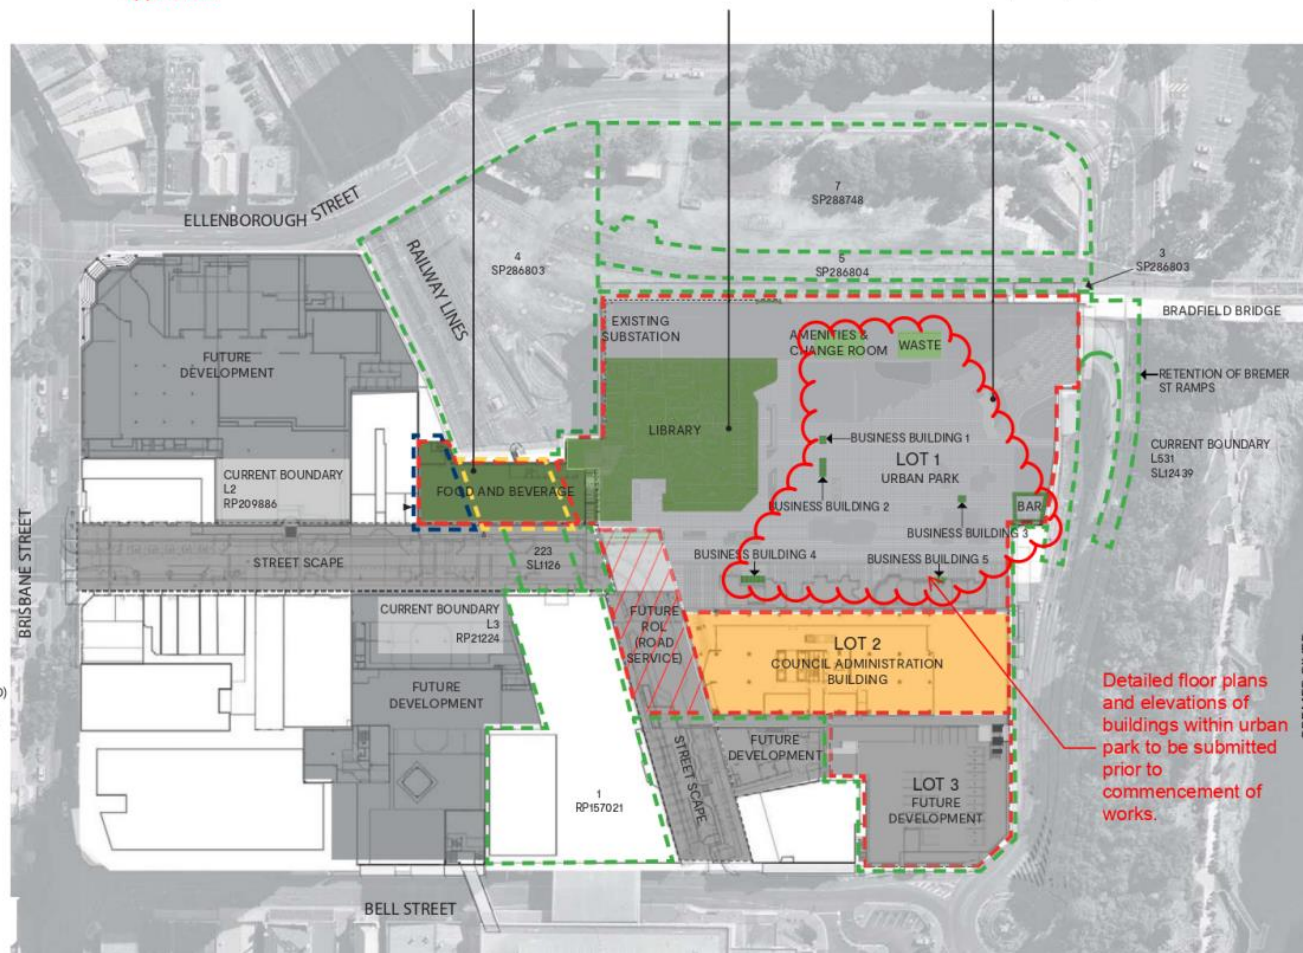 ELLENBOROUGH STREET
RAILWAY LINES
4
SP286803
7
SP288748
5
SP286804
3
SP286803
BRADFIELD BRIDGE
EXISTING
SUBSTATION
AMENITIES &
CHANGE ROOM
WASTE
FUTURE
DEVELOPMENT
RETENTION OF BREMER
ST RAMPS
LIBRARY
BUSINESS BUILDING 1
CURRENT BOUNDARY
L531
SL12439
LOT 1
URBAN PARK
CURRENT BOUNDARY
L2
RP209886
FOOD AND BEVERAGE
BUSINESS BUILDING 2
BAR
BUSINESS BUILDING 3
BUSINESS BUILDING 4
BUSINESS BUILDING 5
BRISBANE STREET
STREET SCAPE
223
SL1126
CURRENT BOUNDARY
L3
RP21224
FUTURE
ROL
(ROAD
SERVICE)
LOT 2
COUNCIL ADMINISTRATION
BUILDING
FUTURE
DEVELOPMENT
Detailed floor plans
and elevations of
buildings within urban
park to be submitted
prior to
commencement of
works.
STREET SCAPE
FUTURE
DEVELOPMENT
LOT 3
FUTURE
DEVELOPMENT
1
RP157021
BELL STREET